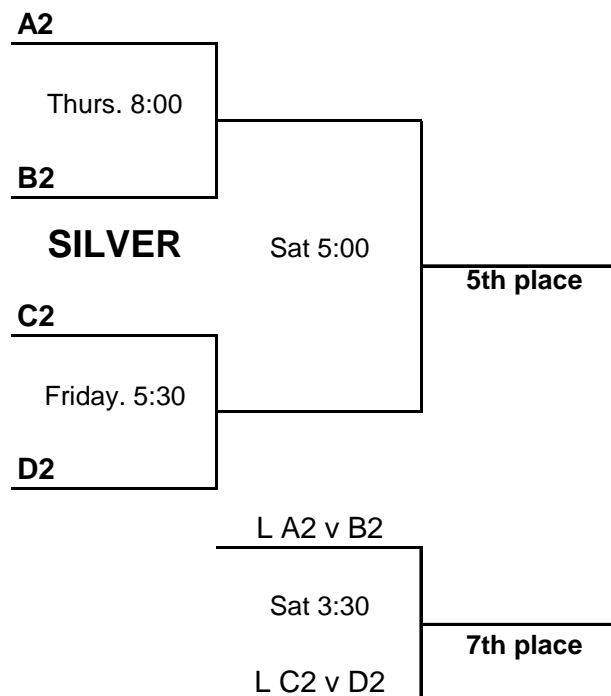 A2
Thurs. 8:00
B2
SILVER
Sat 5:00
5th place
C2
Friday. 5:30
D2
L A2 v B2
Sat 3:30
7th place
L C2 v D2